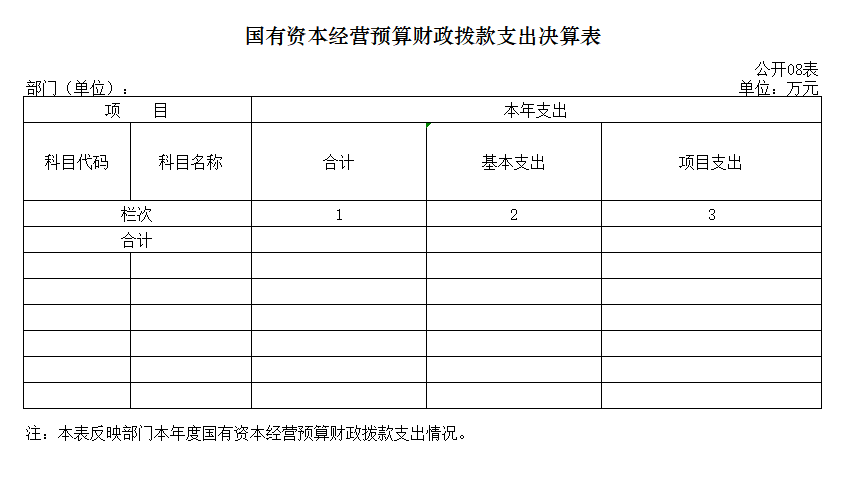 国有资本经营预算财政拨款支出决算表
公开08表
部门（单位）： 单位：万元
项 目 本年支出
科目代码 科目名称 合计 基本支出 项目支出
栏次 1 2 3
合计
注：本表反映部门本年度国有资本经营预算财政拨款支出情况。